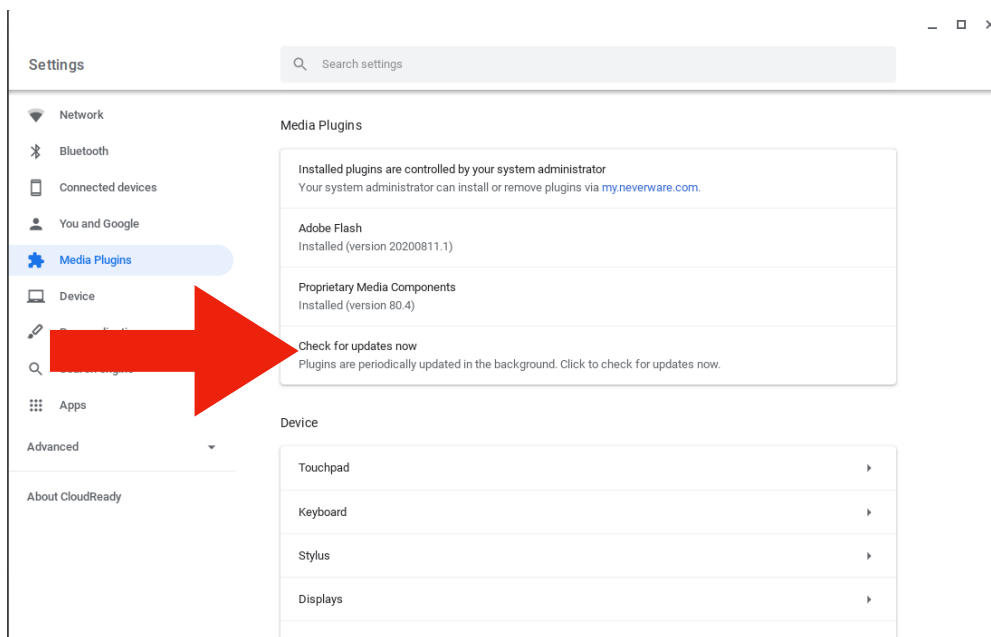 Settings
Search settings
Network
Bluetooth
Connected devices
You and Google
Media Plugins
Device
Apps
Advanced
About CloudReady
Media Plugins
Installed plugins are controlled by your system administrator
Your system administrator can install or remove plugins via my.neverware.com.
Adobe Flash
Installed (version 20200811.1)
Proprietary Media Components
Installed (version 80.4)
Check for updates now
Plugins are periodically updated in the background. Click to check for updates now.
Device
Touchpad
Keyboard
Stylus
Displays